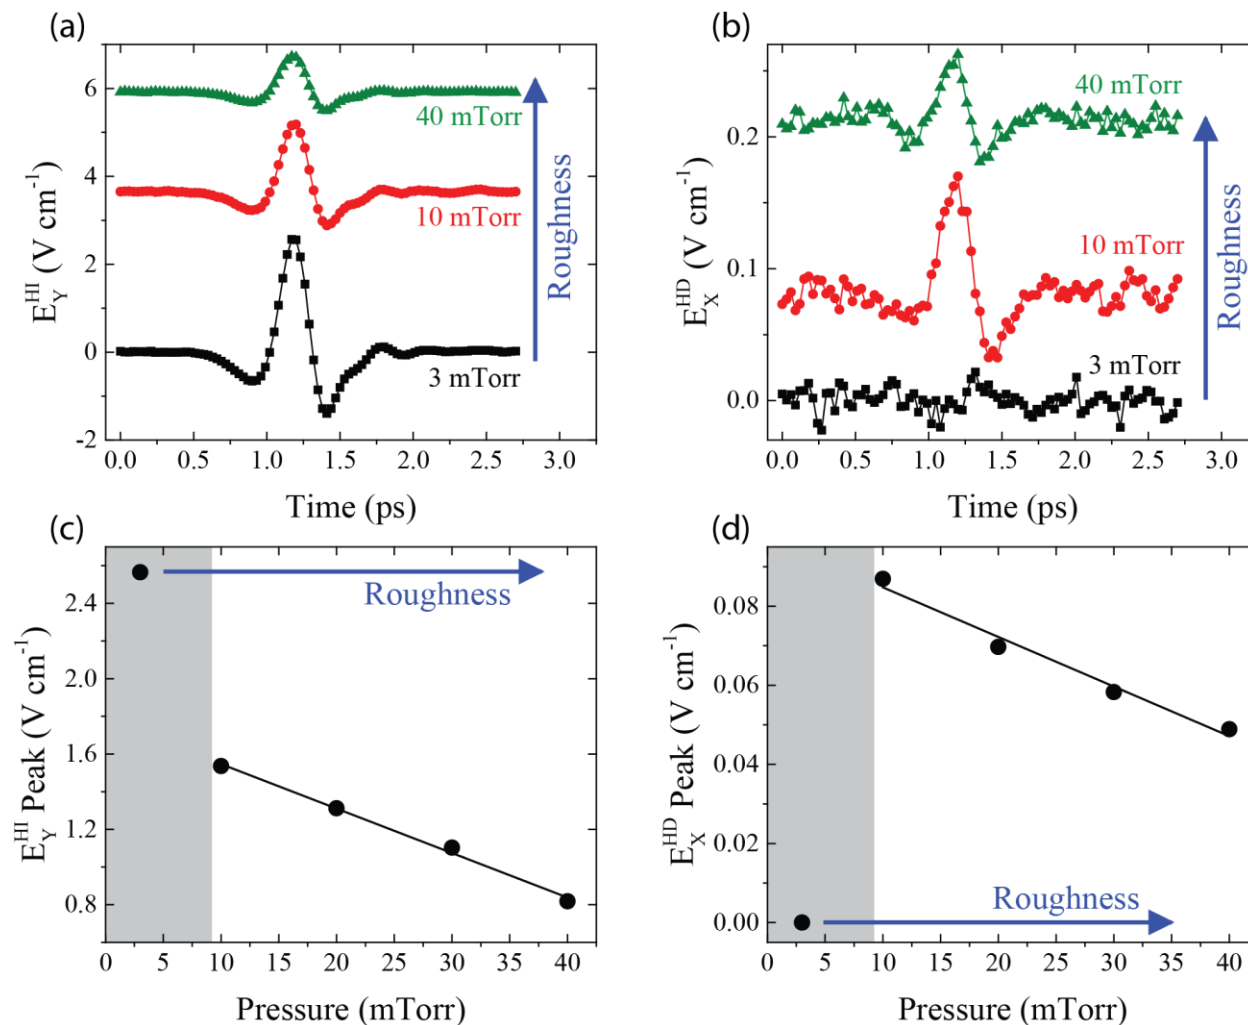 (a)
6
4
2
0
-2
E_Y^HI (V cm^-1)
40 mTorr
10 mTorr
3 mTorr
Roughness
0.0 0.5 1.0 1.5 2.0 2.5 3.0
Time (ps)
(b)
0.2
0.1
0.0
E_X^HD (V cm^-1)
40 mTorr
10 mTorr
3 mTorr
Roughness
0.0 0.5 1.0 1.5 2.0 2.5 3.0
Time (ps)
(c)
2.4
2.0
1.6
1.2
0.8
E_Y^HI Peak (V cm^-1)
Roughness
0 5 10 15 20 25 30 35 40
Pressure (mTorr)
(d)
0.08
0.06
0.04
0.02
0.00
E_X^HD Peak (V cm^-1)
Roughness
0 5 10 15 20 25 30 35 40
Pressure (mTorr)